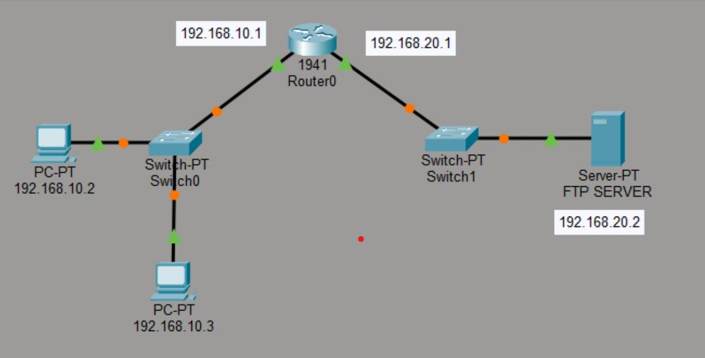 192.168.10.1
192.168.20.1
1941
Router0
PC-PT
192.168.10.2
Switch-PT
Switch0
Switch-PT
Switch1
Server-PT
FTP SERVER
192.168.20.2
PC-PT
192.168.10.3